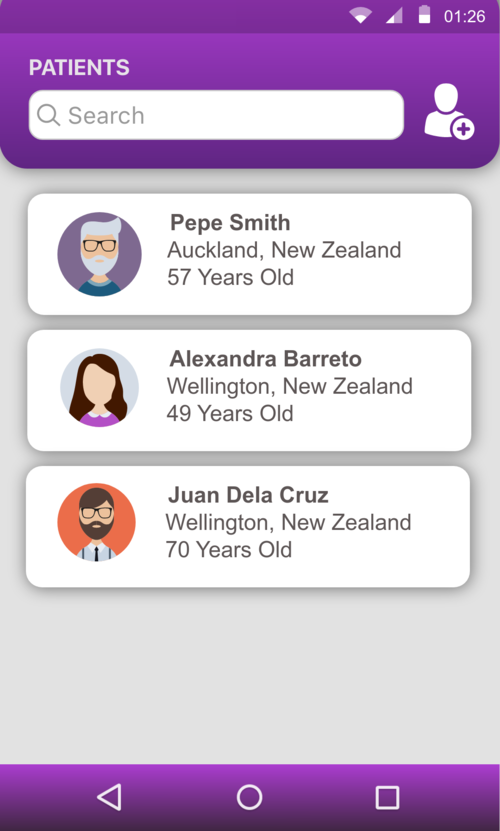 01:26
PATIENTS
Search
Pepe Smith
Auckland, New Zealand
57 Years Old
Alexandra Barreto
Wellington, New Zealand
49 Years Old
Juan Dela Cruz
Wellington, New Zealand
70 Years Old